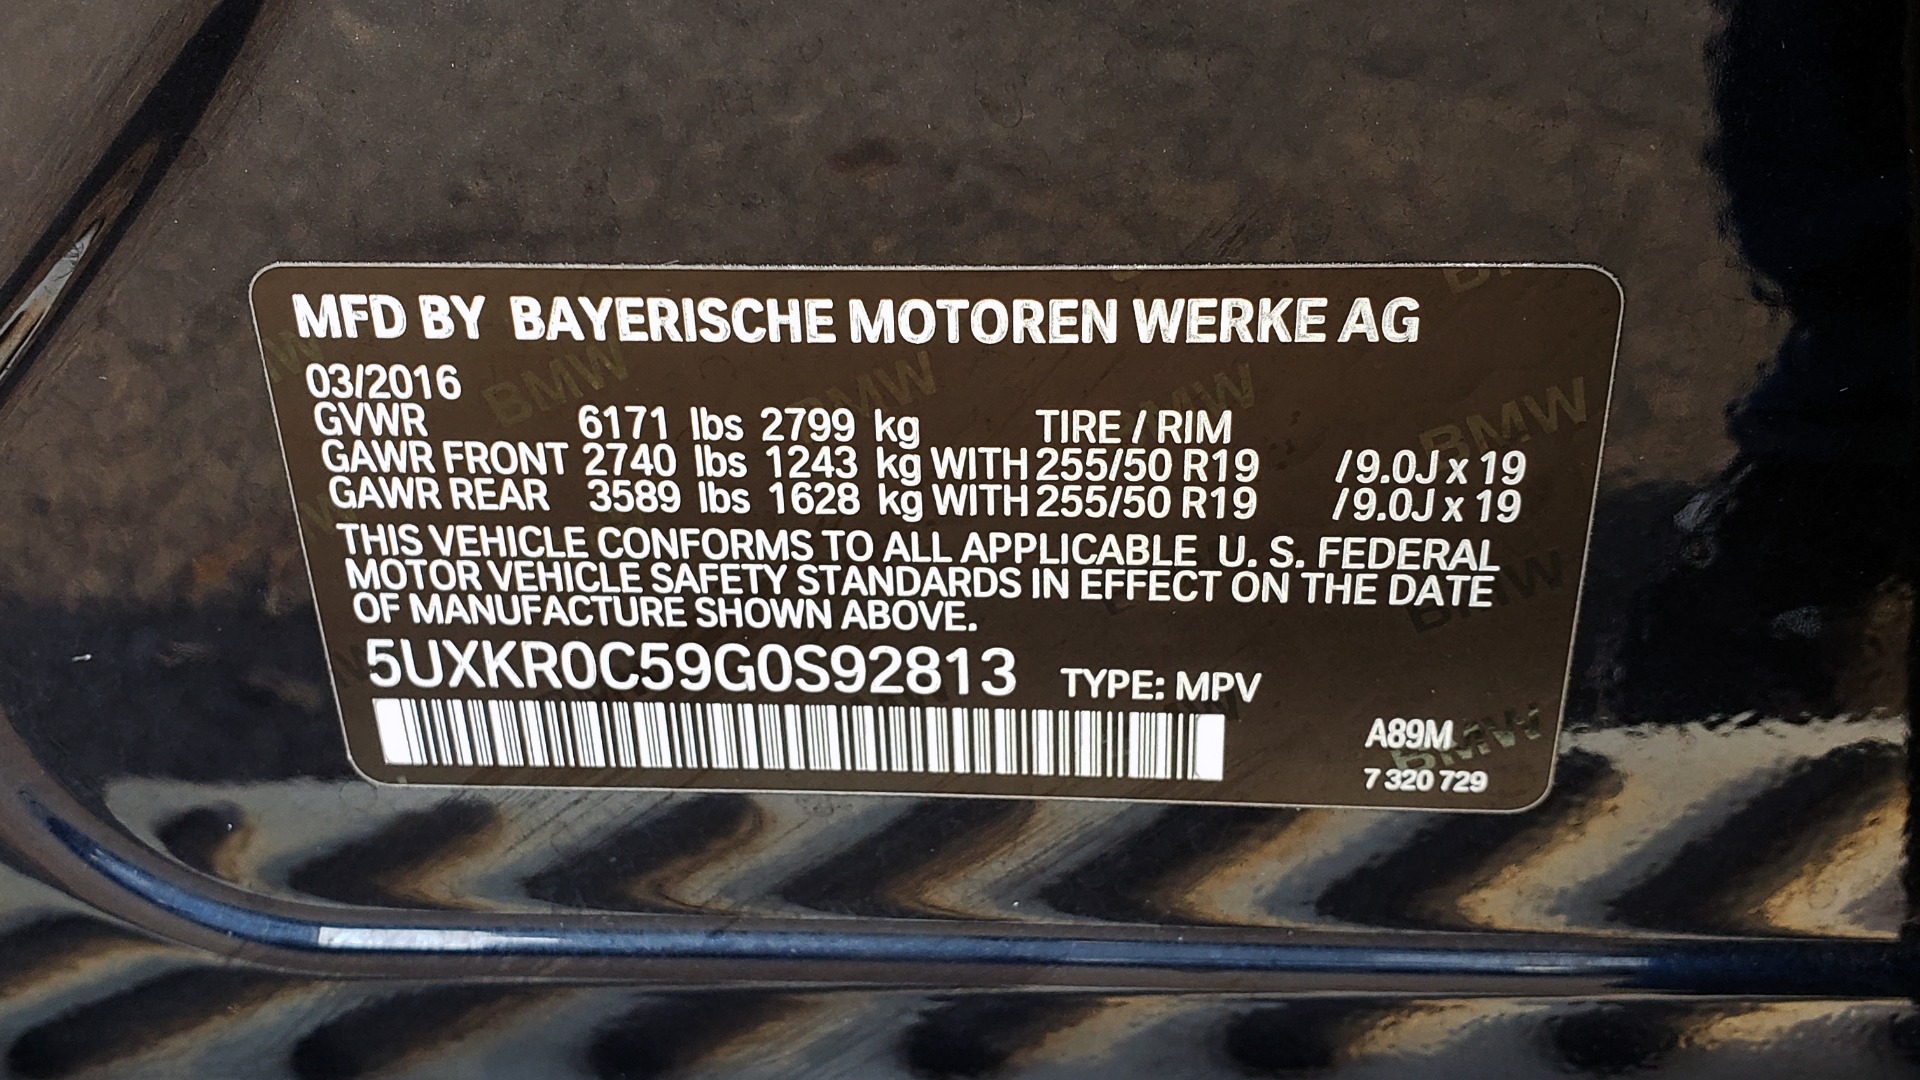 MFD BY BAYERISCHE MOTOREN WERKE AG
03/2016
GVWR 6171 lbs 2799 kg TIRE / RIM
GAWR FRONT 2740 lbs 1243 kg WITH 255/50 R19 /9.0J x 19
GAWR REAR 3589 lbs 1628 kg WITH 255/50 R19 /9.0J x 19
THIS VEHICLE CONFORMS TO ALL APPLICABLE U. S. FEDERAL
MOTOR VEHICLE SAFETY STANDARDS IN EFFECT ON THE DATE
OF MANUFACTURE SHOWN ABOVE.
5UXKR0C59G0S92813 TYPE: MPV
A89M
7 320 729